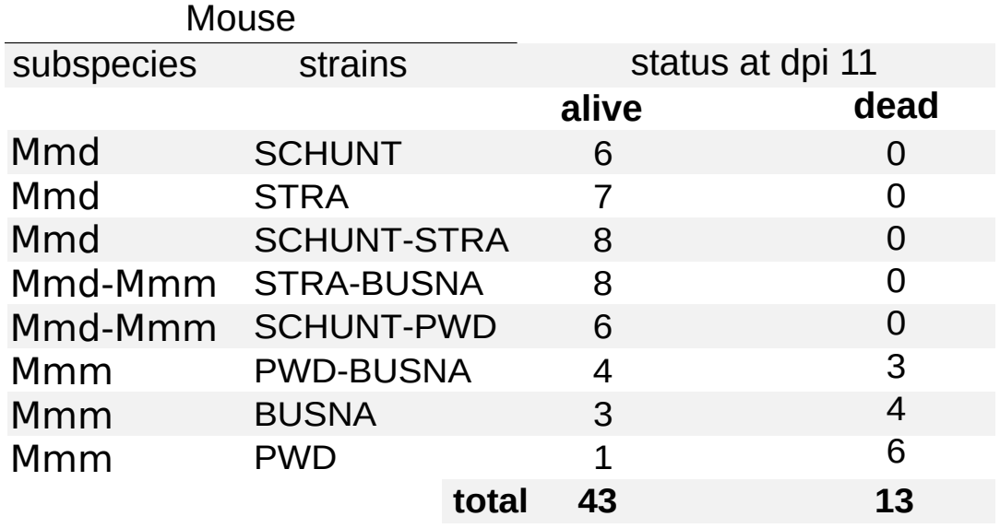 Mouse
subspecies strains status at dpi 11
alive dead
Mmd SCHUNT 6 0
Mmd STRA 7 0
Mmd SCHUNT-STRA 8 0
Mmd-Mmm STRA-BUSNA 8 0
Mmd-Mmm SCHUNT-PWD 6 0
Mmm PWD-BUSNA 4 3
Mmm BUSNA 3 4
Mmm PWD 1 6
total 43 13